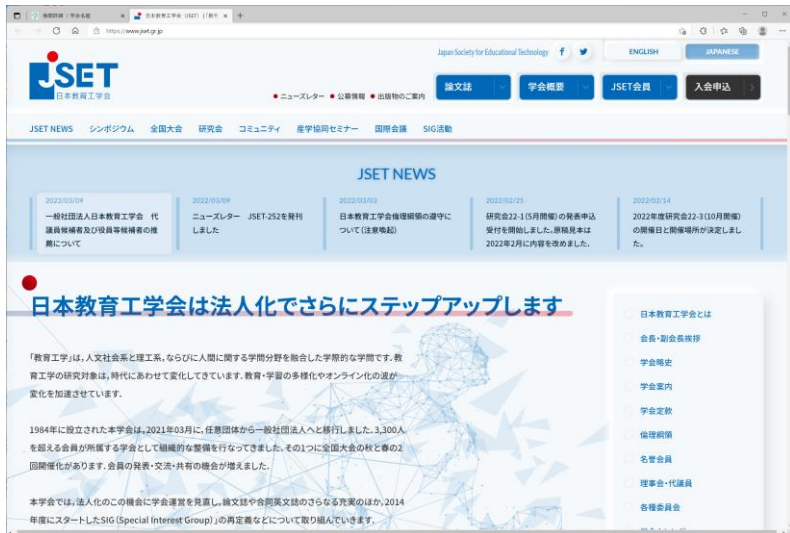 日本教育工学会 (JSET) | 「教育
https://www.jset.gr.jp
Japan Society for Educational Technology
ENGLISH
JAPANESE
JSET
日本教育工学会
● ニューズレター ● 公募情報 ● 出版物のご案内
論文誌
学会概要
JSET会員
入会申込
JSET NEWS シンポジウム 全国大会 研究会 コミュニティ 産学協同セミナー 国際会議 SIG活動
JSET NEWS
2022/03/09
一般社団法人日本教育工学会 代
議員候補者及び役員等候補者の推
薦について
2022/03/09
ニューズレター JSET-252を発刊
しました
2022/03/03
日本教育工学会倫理綱領の遵守に
ついて(注意喚起)
2022/02/25
研究会22-1(5月開催)の発表申込
受付を開始しました。原稿見本は
2022年2月に内容を改めました.
2022/02/14
2022年度研究会22-3(10月開催)
の開催日と開催場所が決定しまし
た。
日本教育工学会は法人化でさらにステップアップします
「教育工学」は,人文社会系と理工系,ならびに人間に関する学問分野を融合した学際的な学問です.教
育工学の研究対象は,時代にあわせて変化してきています.教育・学習の多様化やオンライン化の波が
変化を加速させています.
1984年に設立された本学会は,2021年03月に,任意団体から一般社団法人へと移行しました.3,300人
を超える会員が所属する学会として組織的な整備を行なってきました.その1つに全国大会の秋と春の2
回開催化があります.会員の発表・交流・共有の機会が増えました.
本学会では,法人化のこの機会に学会運営を見直し,論文誌や合同英文誌のさらなる充実のほか,2014
年度にスタートしたSIG(Special Interest Group)」の再定義などについて取り組んでいきます.
日本教育工学会とは
会長・副会長挨拶
学会略史
学会案内
学会定款
倫理綱領
名誉会員
理事会・代議員
各種委員会